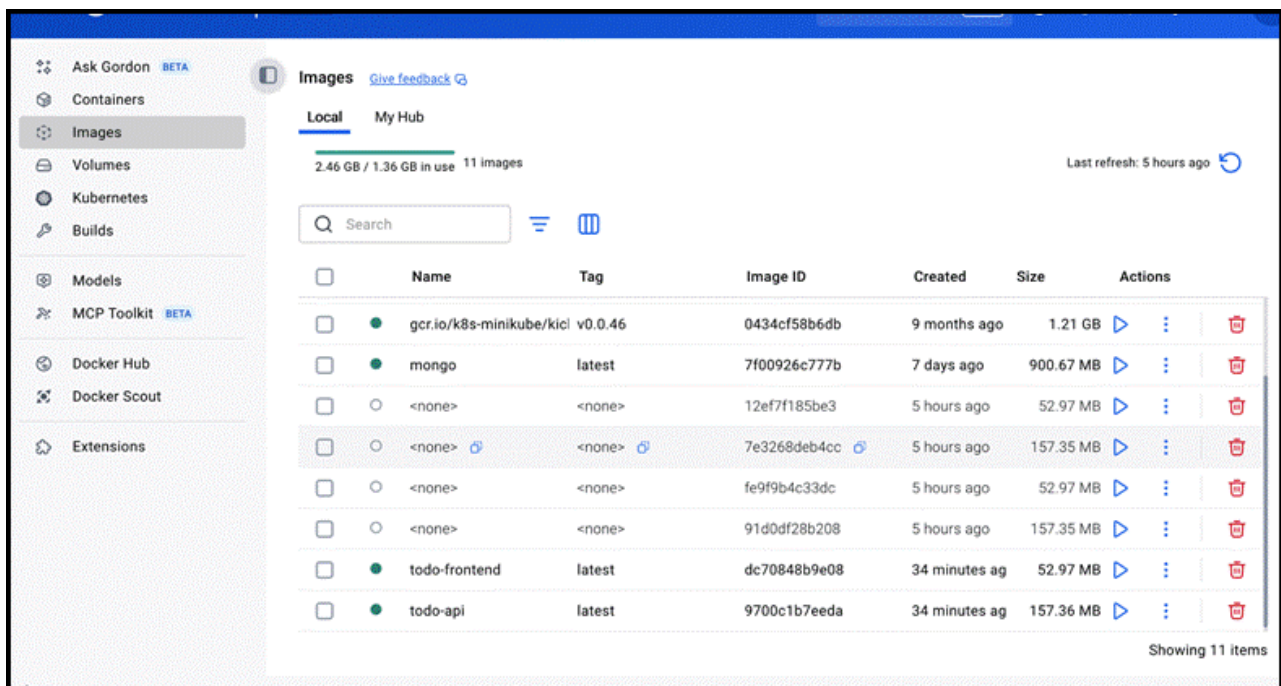 Ask Gordon BETA
Containers
Images
Volumes
Kubernetes
Builds
Models
MCP Toolkit BETA
Docker Hub
Docker Scout
Extensions
Images Give feedback
Local My Hub
2.46 GB / 1.36 GB in use 11 images
Last refresh: 5 hours ago
Search
Name Tag Image ID Created Size Actions
gcr.io/k8s-minikube/kicl v0.0.46 0434cf58b6db 9 months ago 1.21 GB
mongo latest 7f00926c777b 7 days ago 900.67 MB
<none> <none> 12ef7f185be3 5 hours ago 52.97 MB
<none> <none> 7e3268deb4cc 5 hours ago 157.35 MB
<none> <none> fe9f9b4c33dc 5 hours ago 52.97 MB
<none> <none> 91d0df28b208 5 hours ago 157.35 MB
todo-frontend latest dc70848b9e08 34 minutes ag 52.97 MB
todo-api latest 9700c1b7eeda 34 minutes ag 157.36 MB
Showing 11 items